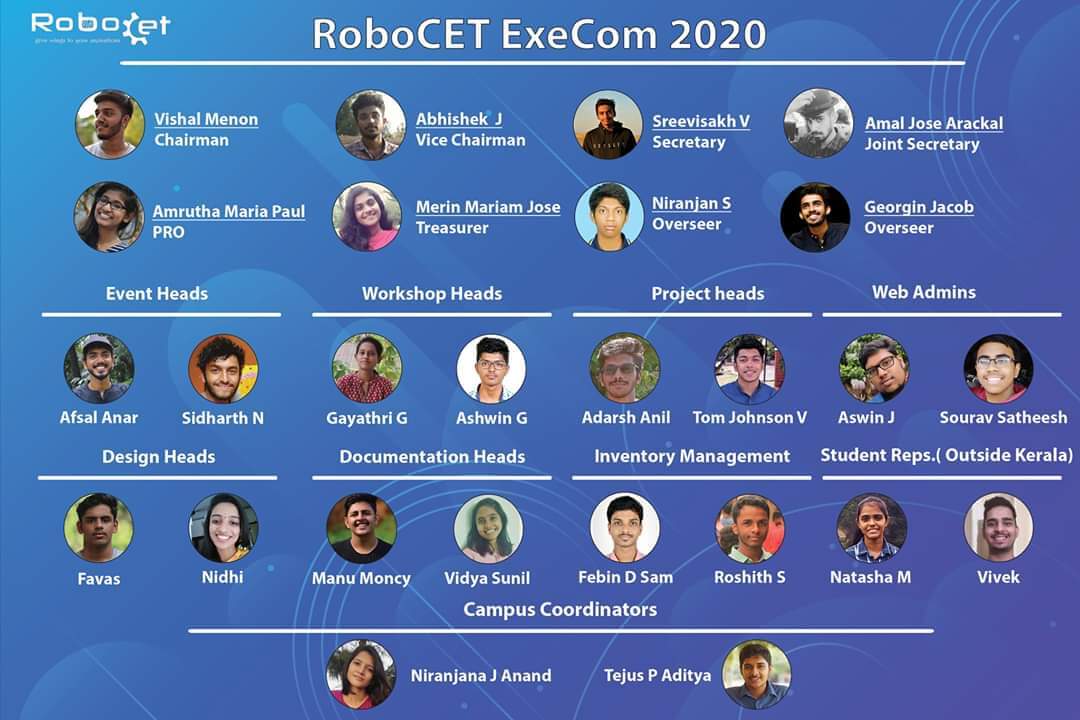 Robocet
give wings to your aspirations
RoboCET ExeCom 2020
Vishal Menon
Chairman
Abhishek J
Vice Chairman
Sreevisakh V
Secretary
Amal Jose Arackal
Joint Secretary
Amrutha Maria Paul
PRO
Merin Mariam Jose
Treasurer
Niranjan S
Overseer
Georgin Jacob
Overseer
Event Heads
Workshop Heads
Project heads
Web Admins
Afsal Anar
Sidharth N
Gayathri G
Ashwin G
Adarsh Anil
Tom Johnson V
Aswin J
Sourav Satheesh
Design Heads
Documentation Heads
Inventory Management
Student Reps.( Outside Kerala)
Favas
Nidhi
Manu Moncy
Vidya Sunil
Febin D Sam
Roshith S
Natasha M
Vivek
Campus Coordinators
Niranjana J Anand
Tejus P Aditya